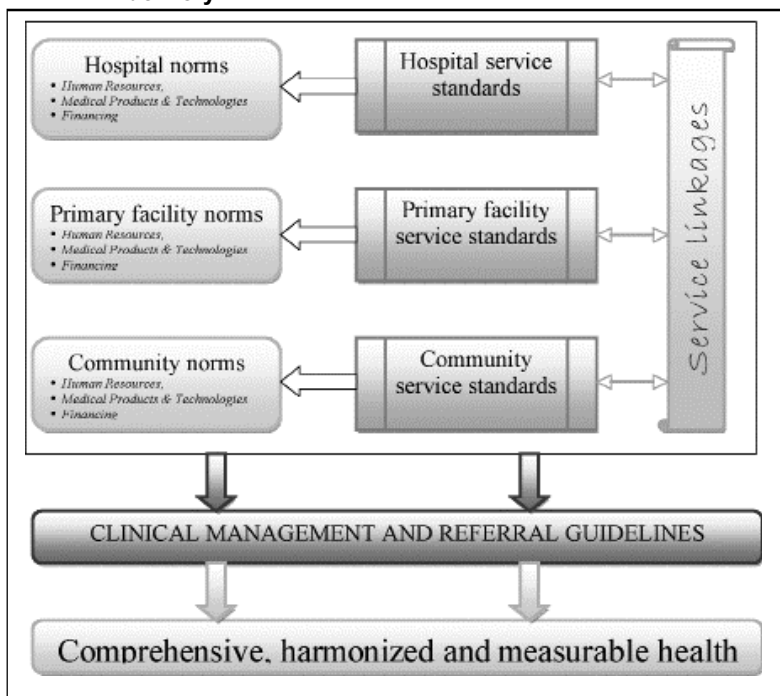 Hospital norms
• Human Resources,
• Medical Products & Technologies
• Financing
Hospital service
standards
Primary facility norms
• Human Resources,
• Medical Products & Technologies
• Financing
Primary facility
service standards
Community norms
• Human Resources,
• Medical Products & Technologies
• Financing
Community
service standards
Service linkages
CLINICAL MANAGEMENT AND REFERRAL GUIDELINES
Comprehensive, harmonized and measurable health